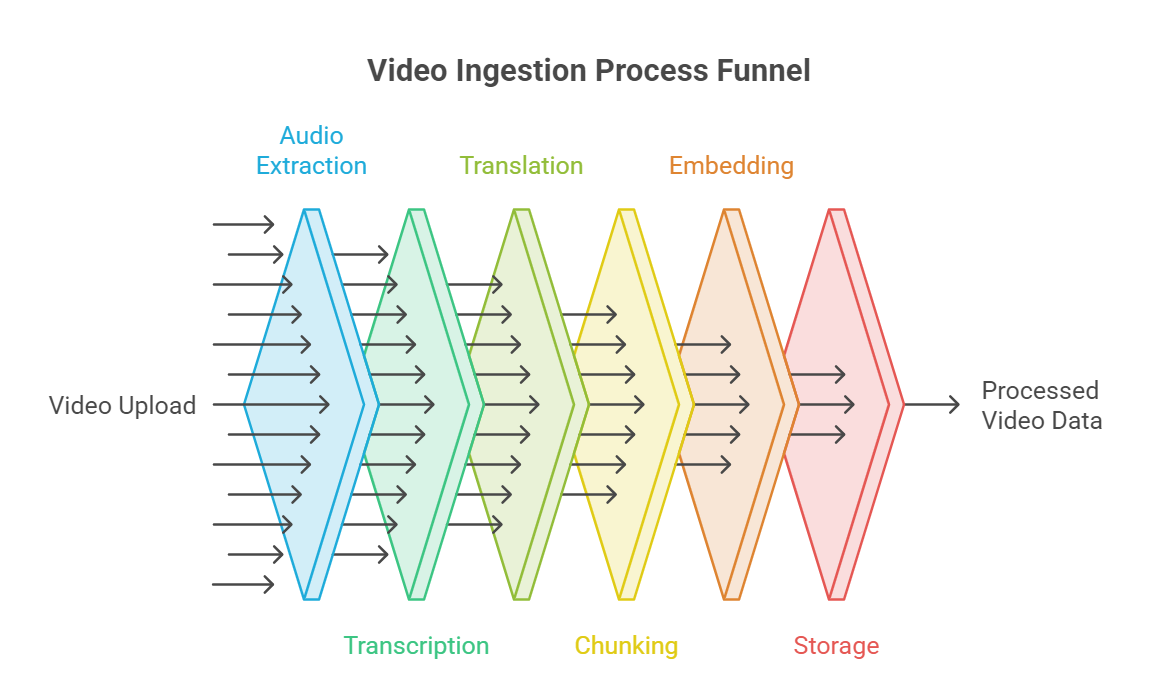 Video Ingestion Process Funnel
Audio
Extraction
Translation
Embedding
Video Upload
Processed
Video Data
Transcription
Chunking
Storage